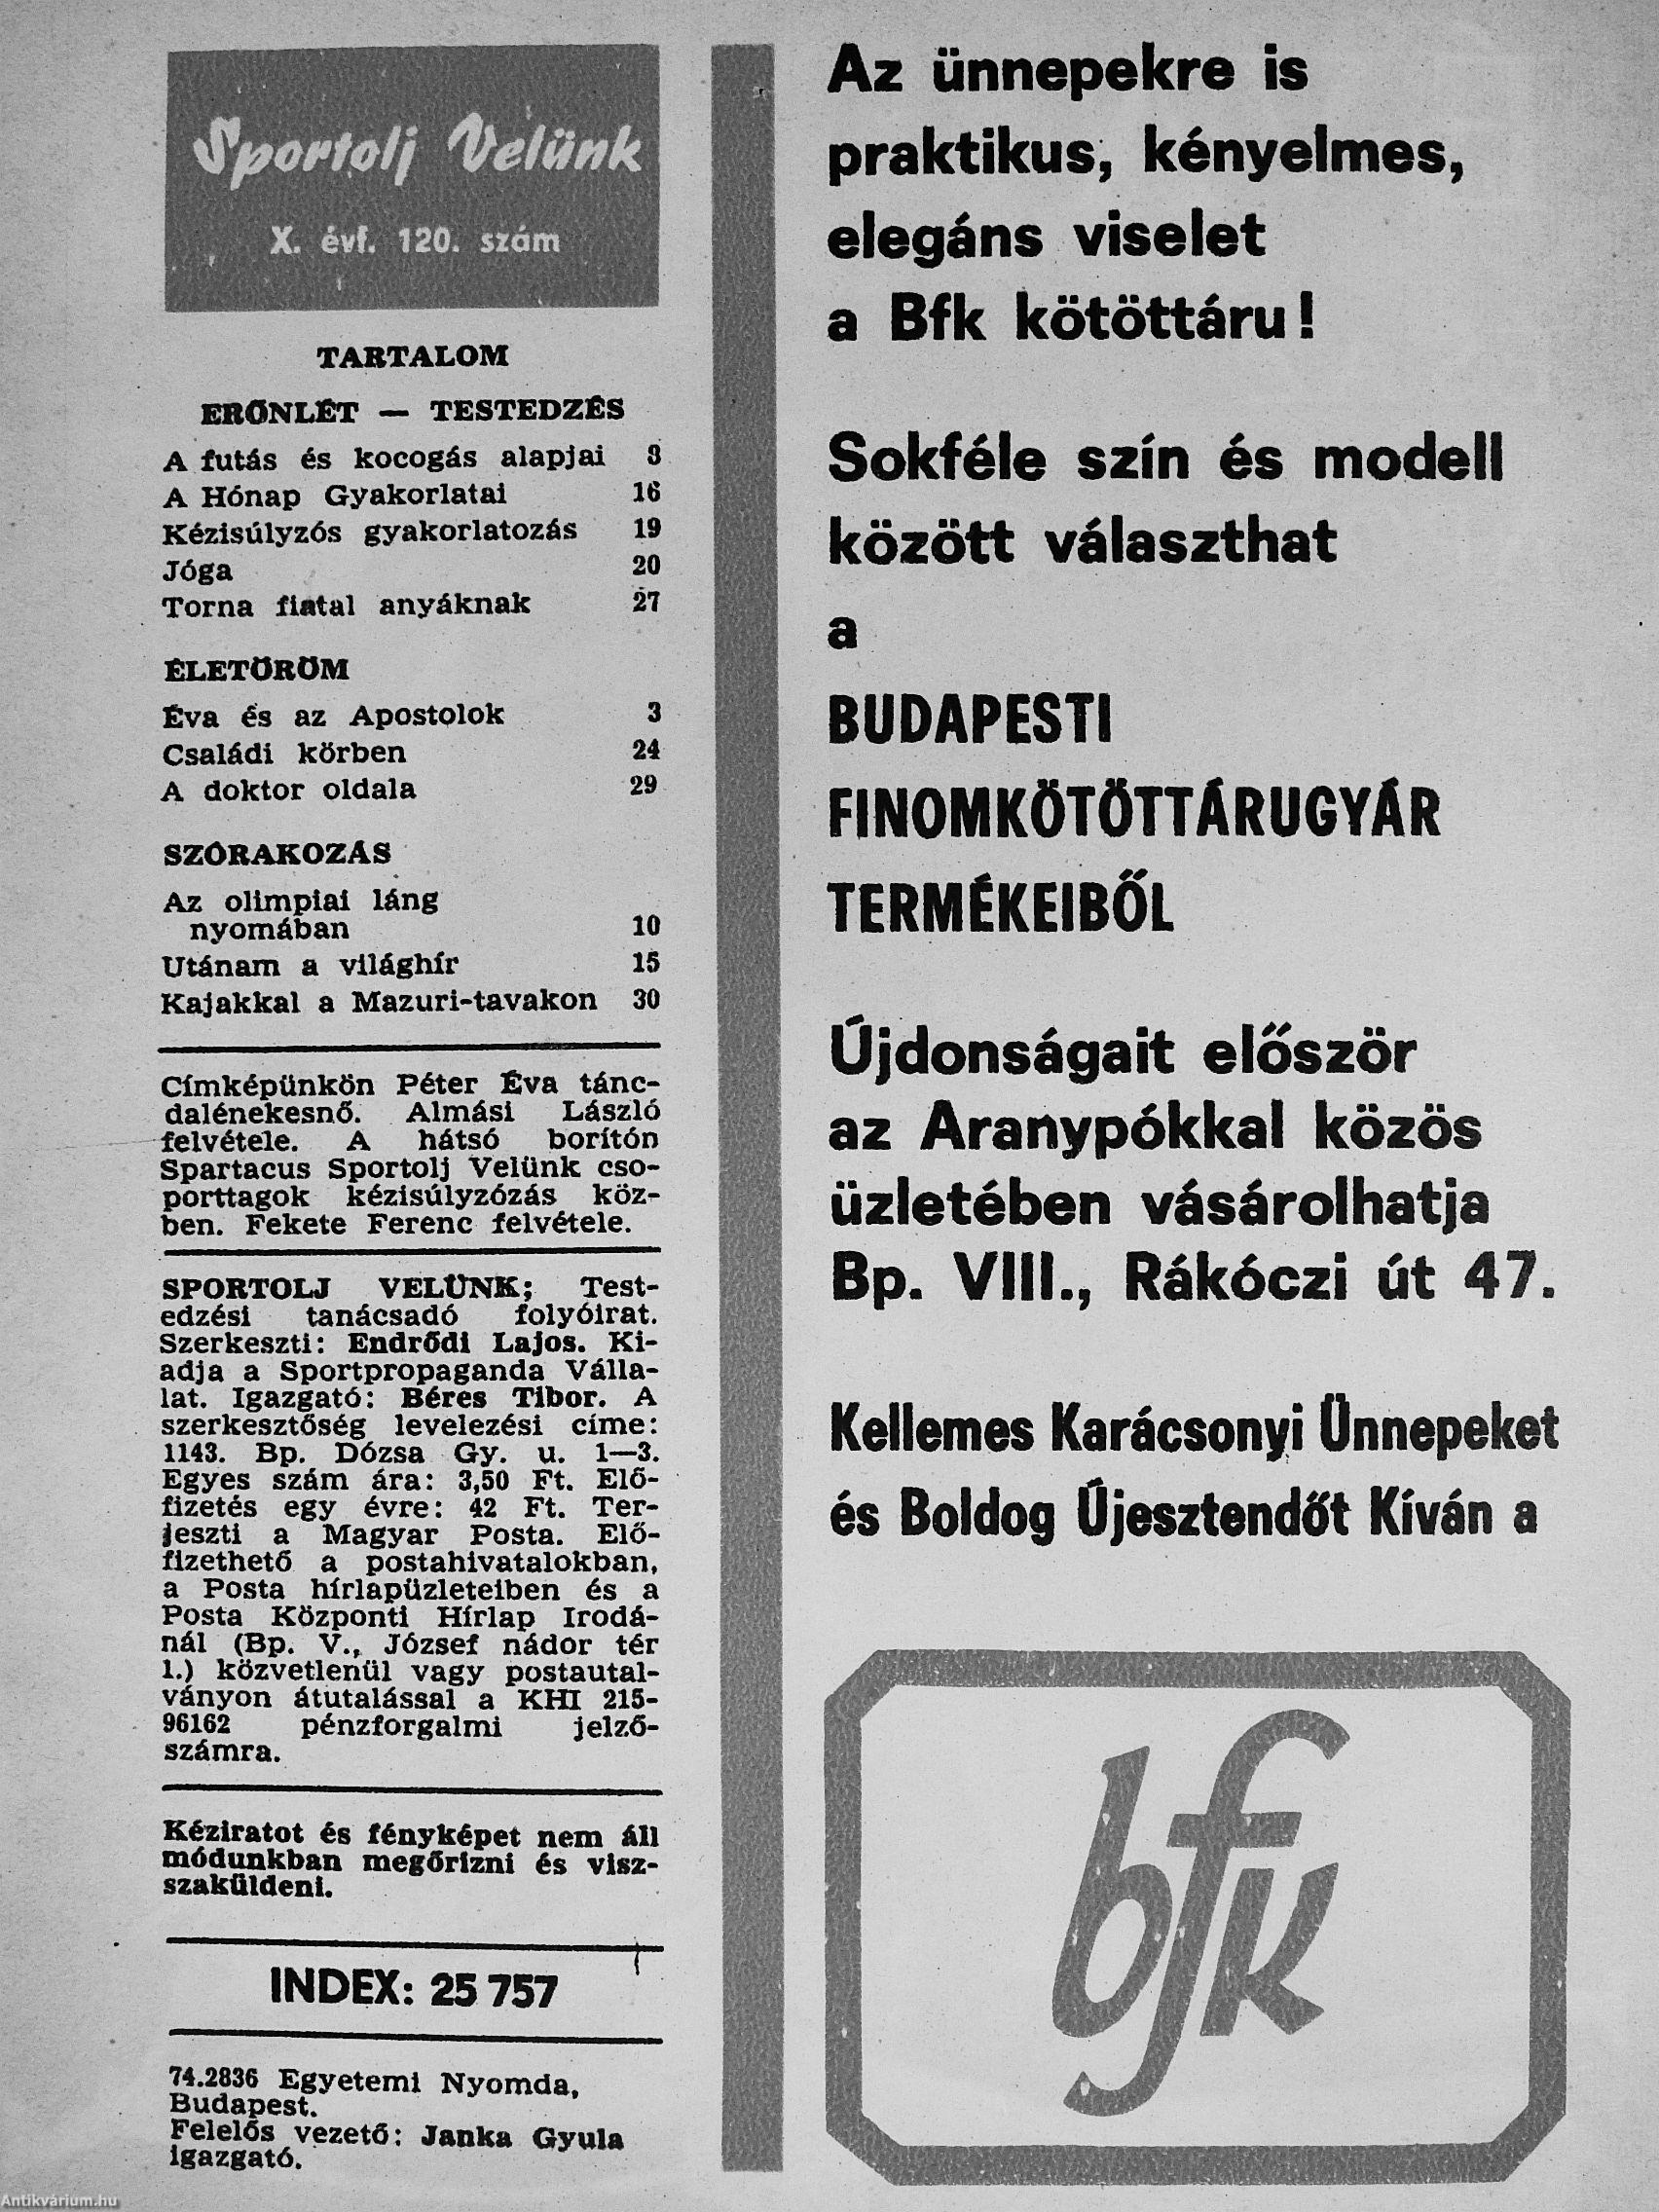 Sportolj Velünk
X. évf. 120. szám
TARTALOM
ERŐNLÉT — TESTEDZÉS
A futás és kocogás alapjai 8
A Hónap Gyakorlatai 16
Kézisúlyzós gyakorlatozás 19
Jóga 20
Torna fiatal anyáknak 27
ÉLETÖRÖM
Éva és az Apostolok 3
Családi körben 24
A doktor oldala 29
SZÓRAKOZÁS
Az olimpiai láng
nyomában 10
Utánam a világhír 15
Kajakkal a Mazuri-tavakon 30
Címképünkön Péter Éva tánc-
dalénekesnő. Almási László
felvétele. A hátsó borítón
Spartacus Sportolj Velünk cso-
porttagok kézisúlyzózás köz-
ben. Fekete Ferenc felvétele.
SPORTOLJ VELÜNK; Test-
edzési tanácsadó folyóirat.
Szerkeszti: Endrődi Lajos. Ki-
adja a Sportpropaganda Válla-
lat. Igazgató: Béres Tibor. A
szerkesztőség levelezési címe:
1143. Bp. Dózsa Gy. u. 1—3.
Egyes szám ára: 3,50 Ft. Elő-
fizetés egy évre: 42 Ft. Ter-
jeszti a Magyar Posta. Elő-
fizethető a postahivatalokban,
a Posta hírlapüzleteiben és a
Posta Központi Hírlap Irodá-
nál (Bp. V., József nádor tér
1.) közvetlenül vagy postautal-
ványon átutalással a KHI 215-
96162 pénzforgalmi jelző-
számra.
Kéziratot és fényképet nem áll
módunkban megőrizni és visz-
szaküldeni.
INDEX: 25 757
74.2836 Egyetemi Nyomda,
Budapest.
Felelős vezető: Janka Gyula
igazgató.
Az ünnepekre is
praktikus, kényelmes,
elegáns viselet
a Bfk kötöttáru!
Sokféle szín és modell
között választhat
a
BUDAPESTI
FINOMKÖTÖTTÁRUGYÁR
TERMÉKEIBŐL
Újdonságait először
az Aranypókkal közös
üzletében vásárolhatja
Bp. VIII., Rákóczi út 47.
Kellemes Karácsonyi Ünnepeket
és Boldog Újesztendőt Kíván a
bfk
Antikvárium.hu